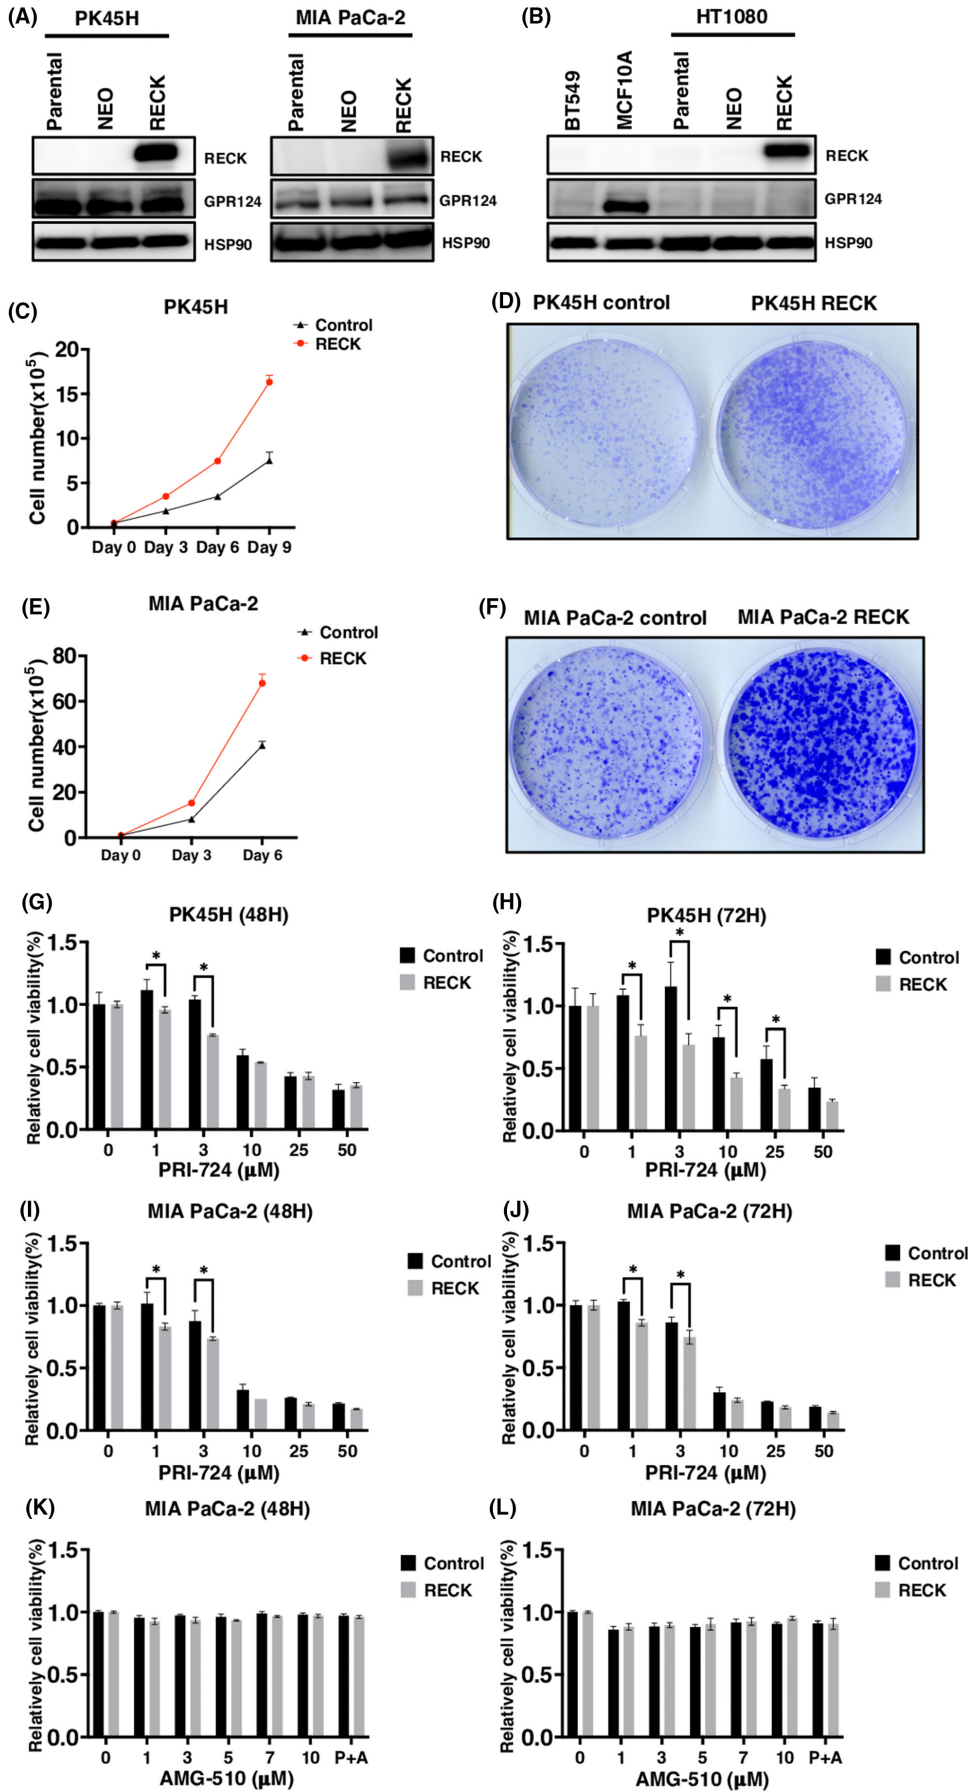 (A)
PK45H
MIA PaCa-2
Parental
NEO
RECK
Parental
NEO
RECK
RECK
GPR124
HSP90
RECK
GPR124
HSP90
(B)
HT1080
BT549
MCF10A
Parental
NEO
RECK
RECK
GPR124
HSP90
(C)
PK45H
Control
RECK
Cell number(x10⁵)
20
15
10
5
0
Day 0 Day 3 Day 6 Day 9
(D) PK45H control PK45H RECK
(E)
MIA PaCa-2
Control
RECK
Cell number(x10⁵)
80
60
40
20
0
Day 0 Day 3 Day 6
(F)
MIA PaCa-2 control MIA PaCa-2 RECK
(G)
PK45H (48H)
Control
RECK
Relatively cell viability(%)
1.5
1.0
0.5
0.0
* *
0 1 3 10 25 50
PRI-724 (μM)
(H)
PK45H (72H)
Control
RECK
Relatively cell viability(%)
1.5
1.0
0.5
0.0
* * * *
0 1 3 10 25 50
PRI-724 (μM)
(I)
MIA PaCa-2 (48H)
Control
RECK
Relatively cell viability(%)
1.5
1.0
0.5
0.0
* *
0 1 3 10 25 50
PRI-724 (μM)
(J)
MIA PaCa-2 (72H)
Control
RECK
Relatively cell viability(%)
1.5
1.0
0.5
0.0
* *
0 1 3 10 25 50
PRI-724 (μM)
(K)
MIA PaCa-2 (48H)
Control
RECK
Relatively cell viability(%)
1.5
1.0
0.5
0.0
0 1 3 5 7 10 P+A
AMG-510 (μM)
(L)
MIA PaCa-2 (72H)
Control
RECK
Relatively cell viability(%)
1.5
1.0
0.5
0.0
0 1 3 5 7 10 P+A
AMG-510 (μM)